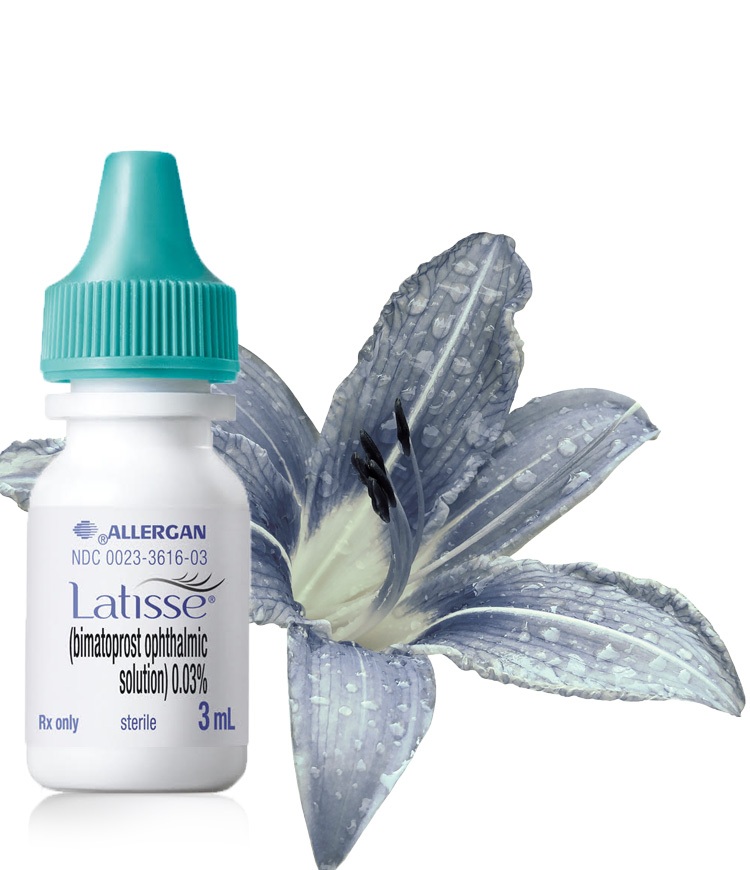 ®ALLERGAN
NDC 0023-3616-03
Latisse®
(bimatoprost ophthalmic
solution) 0.03%
Rx only sterile 3 mL